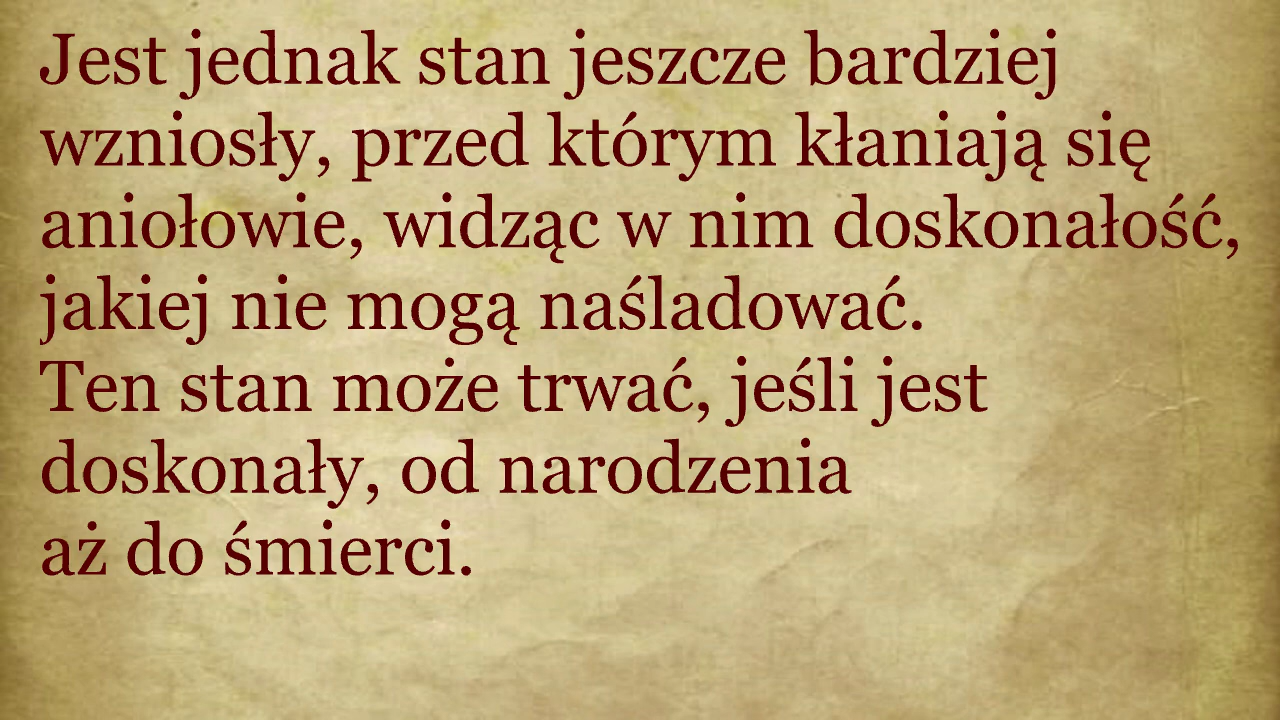 Jest jednak stan jeszcze bardziej
wzniosły, przed którym kłaniają się
aniołowie, widząc w nim doskonałość,
jakiej nie mogą naśladować.
Ten stan może trwać, jeśli jest
doskonały, od narodzenia
aż do śmierci.